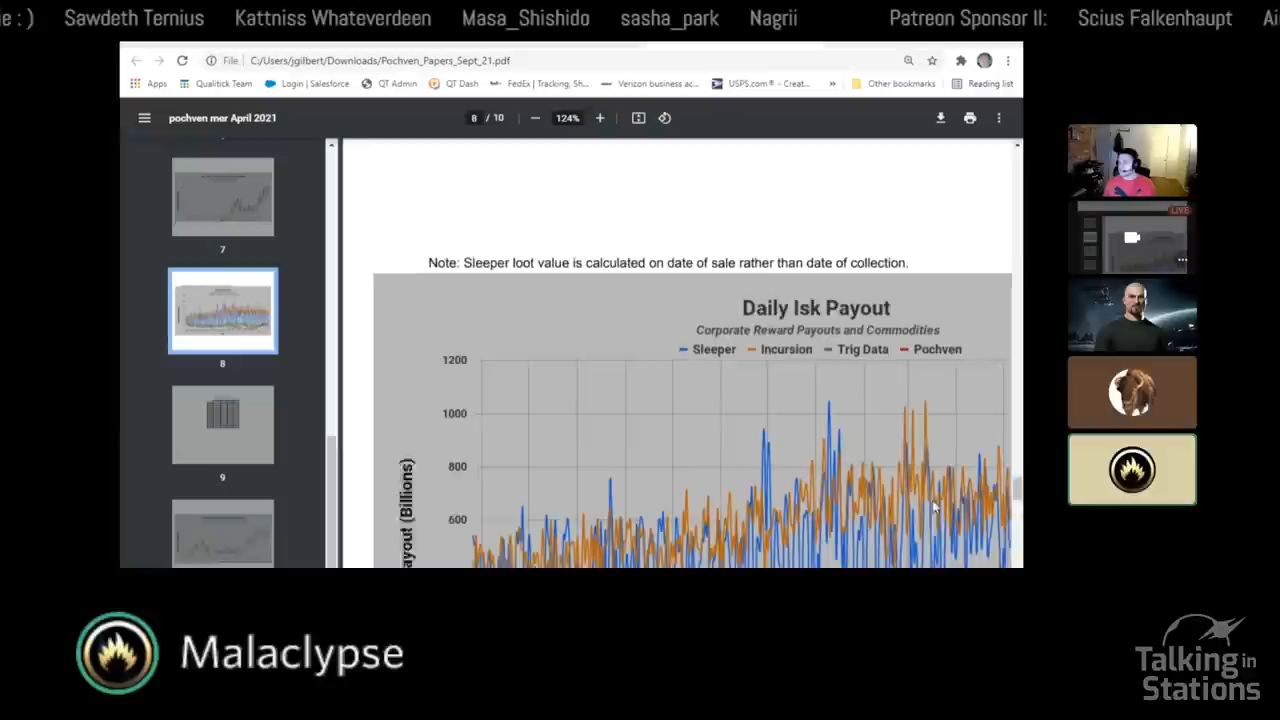 ie : )   Sawdeth Ternius   Kattniss Whateverdeen   Masa_Shishido   sasha_park   Nagrii   Patreon Sponsor II:   Scius Falkenhaupt   Ai
File | C:/Users/jgilbert/Downloads/Pochven_Papers_Sept_21.pdf
Apps   Qualitick Team   Login | Salesforce   QT Admin   QT Dash   FedEx | Tracking, Sh...   Verizon business ac...   USPS.com® - Creat...   »   Other bookmarks   Reading list
pochven mer April 2021   8 / 10   124%
7
8
9
Note: Sleeper loot value is calculated on date of sale rather than date of collection.
Daily Isk Payout
Corporate Reward Payouts and Commodities
Sleeper   Incursion   Trig Data   Pochven
1200
1000
800
600
ayout (Billions)
LIVE
Malaclypse
Talking in
Stations